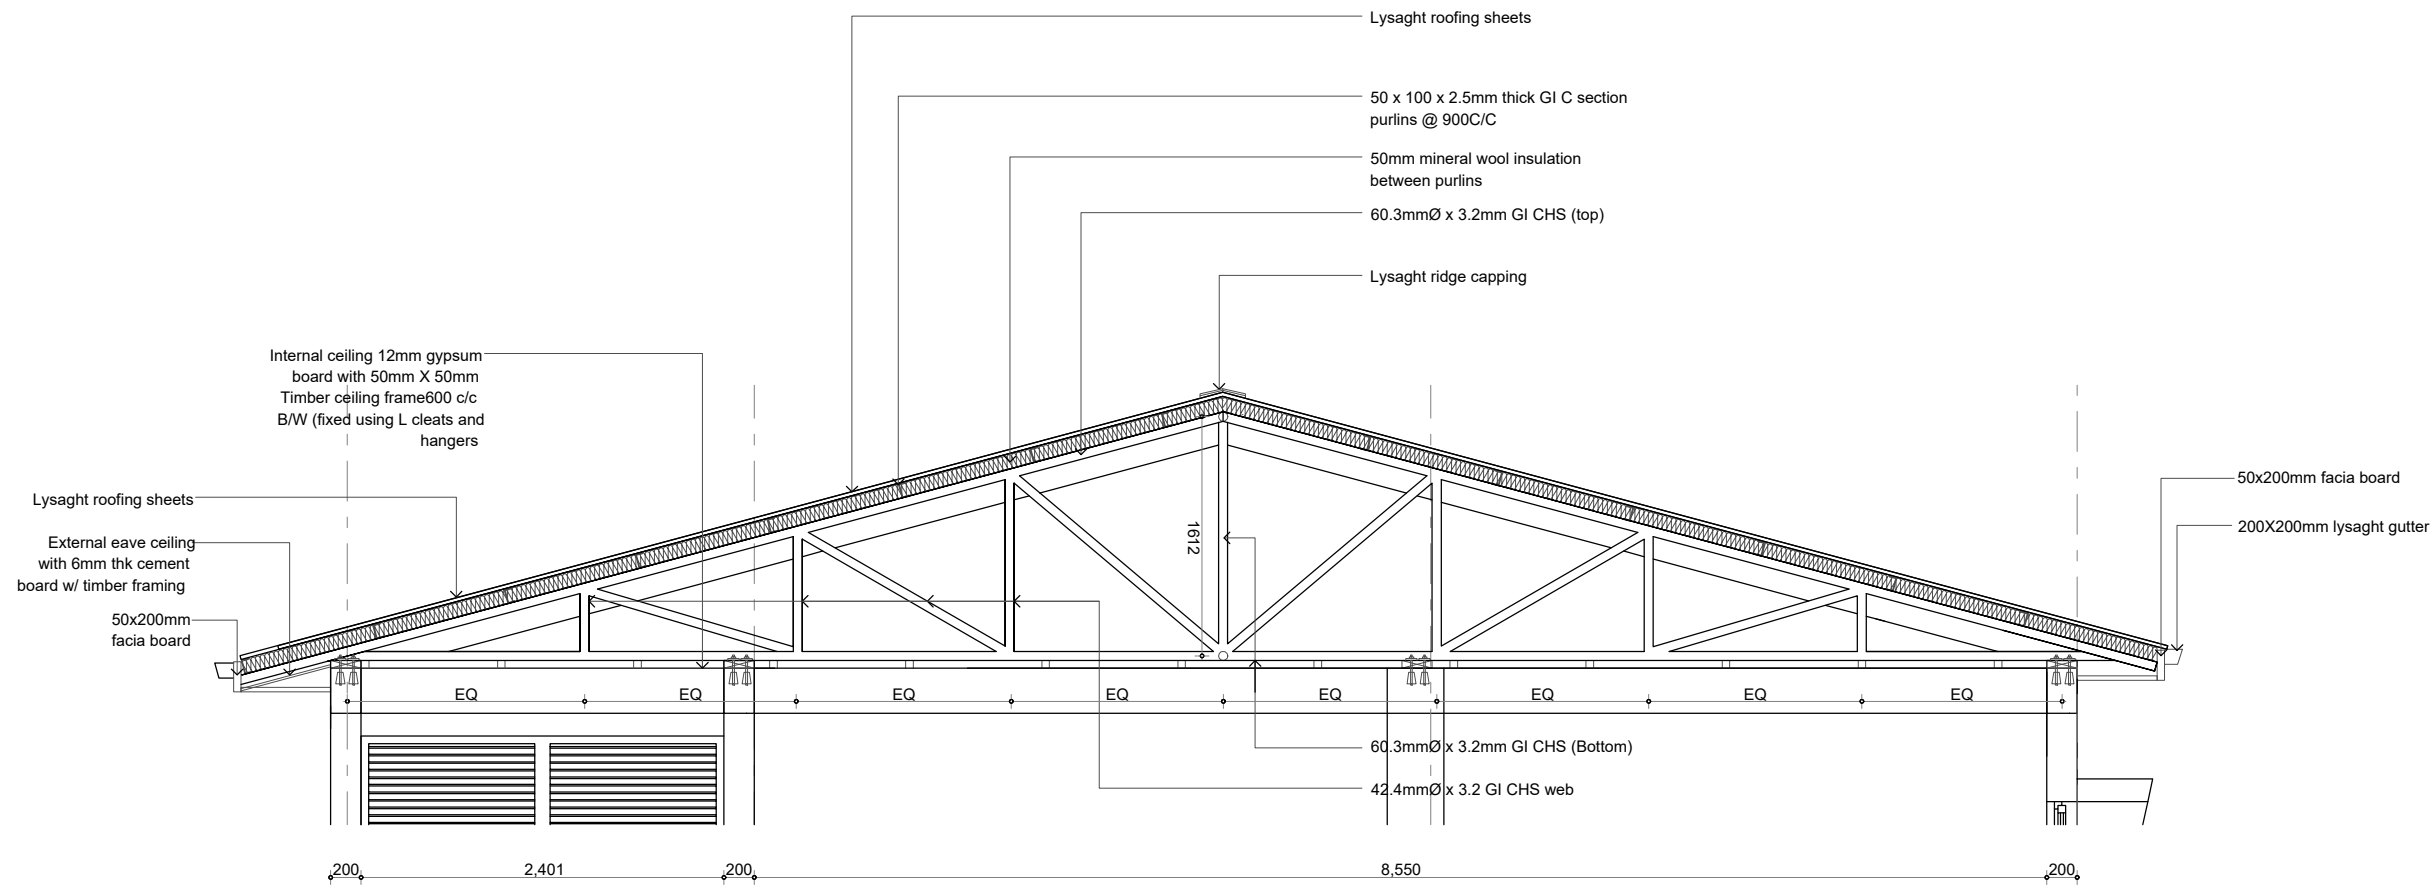 Lysaght roofing sheets
50 x 100 x 2.5mm thick GI C section
purlins @ 900C/C
50mm mineral wool insulation
between purlins
60.3mmØ x 3.2mm GI CHS (top)
Lysaght ridge capping
Internal ceiling 12mm gypsum
board with 50mm X 50mm
Timber ceiling frame600 c/c
B/W (fixed using L cleats and
hangers
Lysaght roofing sheets
External eave ceiling
with 6mm thk cement
board w/ timber framing
50x200mm
facia board
50x200mm facia board
200X200mm lysaght gutter
1612
EQ
EQ
EQ
EQ
EQ
EQ
EQ
EQ
60.3mmØ x 3.2mm GI CHS (Bottom)
42.4mmØ x 3.2 GI CHS web
200
2,401
200
8,550
200